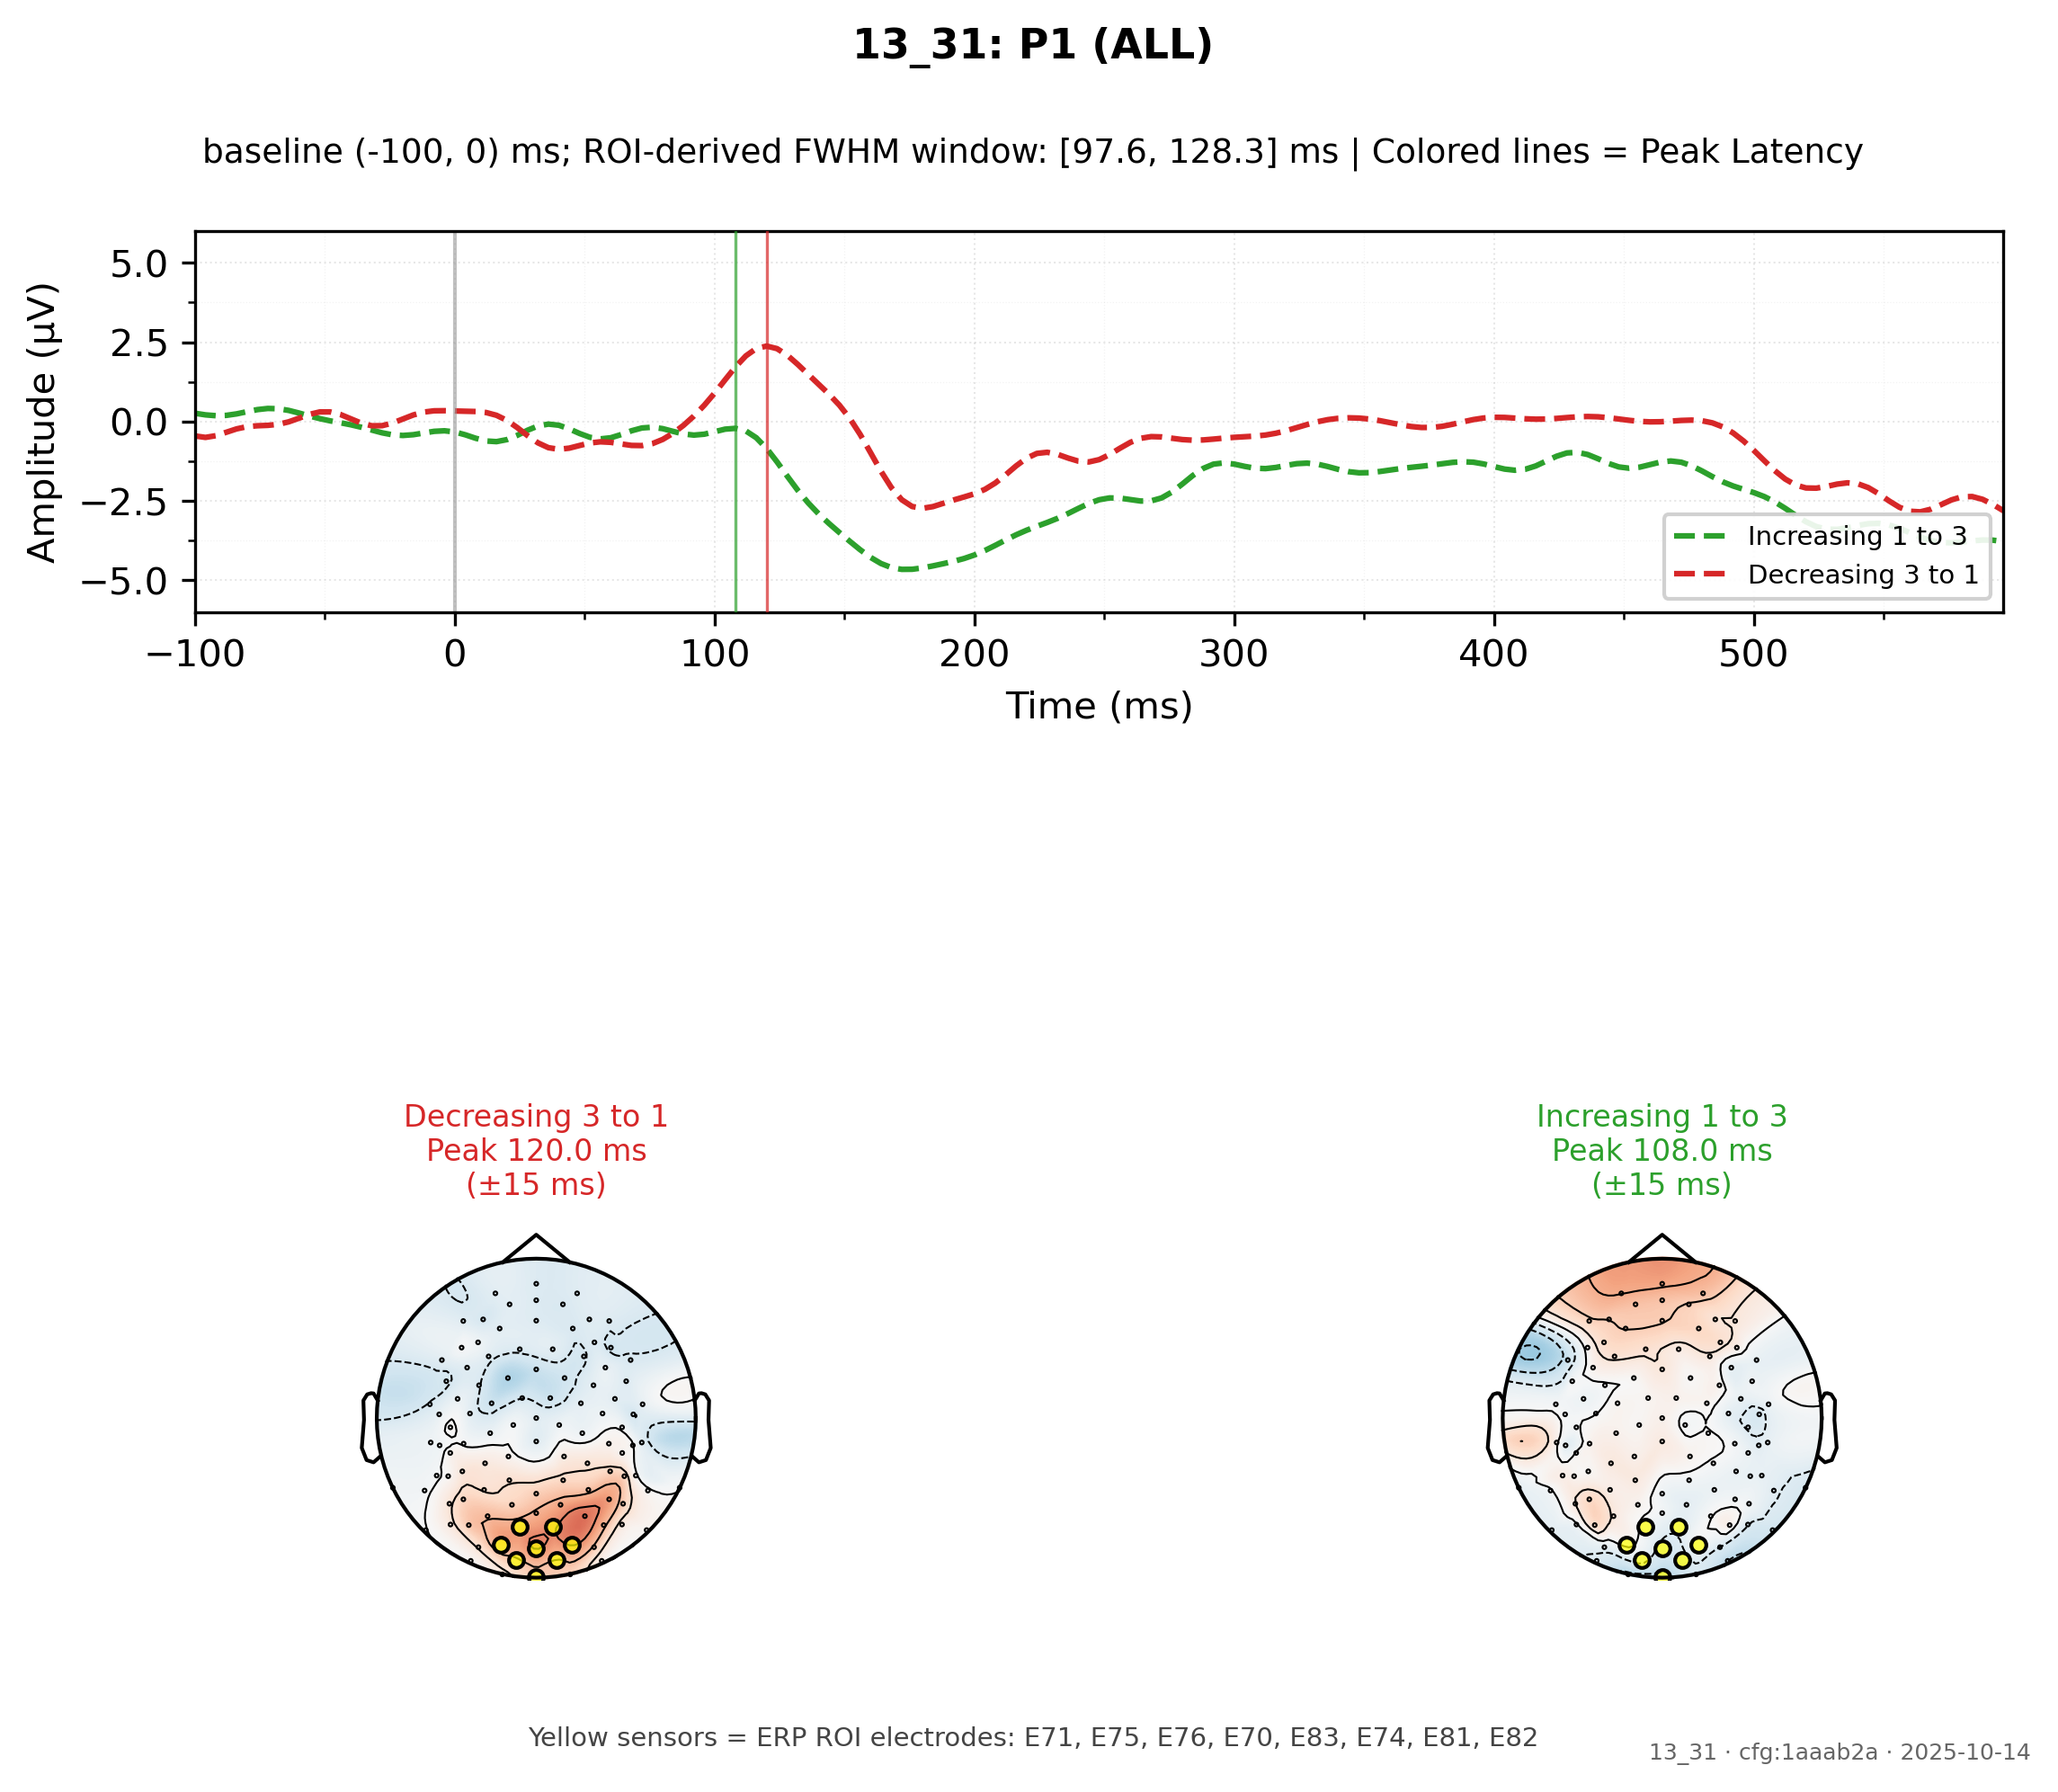 13_31: P1 (ALL)
baseline (-100, 0) ms; ROI-derived FWHM window: [97.6, 128.3] ms | Colored lines = Peak Latency
Amplitude (µV)
5.0
2.5
0.0
−2.5
−5.0
−100
0
100
200
300
400
500
Time (ms)
Increasing 1 to 3
Decreasing 3 to 1
Decreasing 3 to 1
Peak 120.0 ms
(±15 ms)
Increasing 1 to 3
Peak 108.0 ms
(±15 ms)
Yellow sensors = ERP ROI electrodes: E71, E75, E76, E70, E83, E74, E81, E82
13_31 · cfg:1aaab2a · 2025-10-14